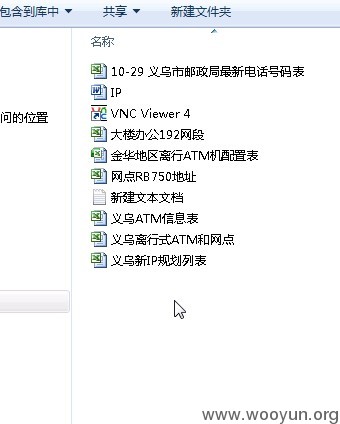 包含到库中 共享 新建文件夹
名称
10-29 义乌市邮政局最新电话号码表
IP
VNC Viewer 4
问的位置
大楼办公192网段
金华地区离行ATM机配置表
网点RB750地址
新建文本文档
义乌ATM信息表
义乌离行式ATM和网点
义乌新IP规划列表
www.wooyun.org